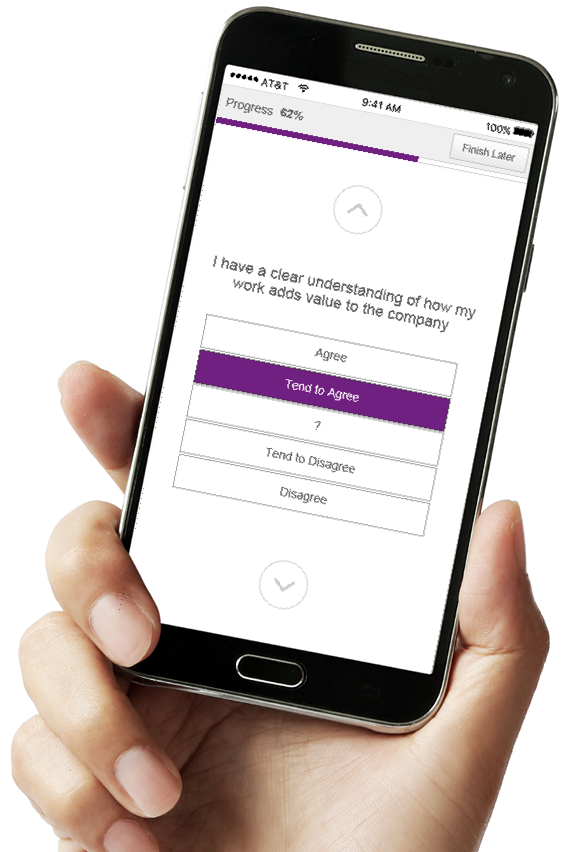 AT&T 9:41 AM 100%
Progress 62% Finish Later
I have a clear understanding of how my
work adds value to the company
Agree
Tend to Agree
?
Tend to Disagree
Disagree